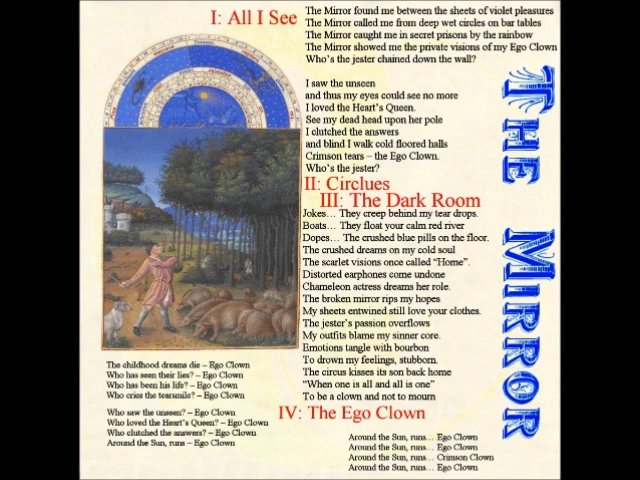 I: All I See
The Mirror found me between the sheets of violet pleasures
The Mirror called me from deep wet circles on bar tables
The Mirror caught me in secret prisons by the rainbow
The Mirror showed me the private visions of my Ego Clown
Who's the jester chained down the wall?
I saw the unseen
and thus my eyes could see no more
I loved the Heart's Queen.
See my dead head upon her pole
I clutched the answers
and blind I walk cold floored halls
Crimson tears – the Ego Clown.
Who's the jester?
II: Circlues
III: The Dark Room
Jokes… They creep behind my tear drops.
Boats… They float your calm red river
Dopes… The crushed blue pills on the floor.
The crushed dreams on my cold soul
The scarlet visions once called “Home”.
Distorted earphones come undone
Chameleon actress dreams her role.
The broken mirror rips my hopes
My sheets entwined still love your clothes.
The jester's passion overflows
My outfits blame my sinner core.
Emotions tangle with bourbon
To drown my feelings, stubborn.
The circus kisses its son back home
“When one is all and all is one”
To be a clown and not to mourn
IV: The Ego Clown
The childhood dreams die – Ego Clown
Who has seen their lies? – Ego Clown
Who has been his life? – Ego Clown
Who cries the tearsmile? – Ego Clown
Who saw the unseen? – Ego Clown
Who loved the Heart's Queen? – Ego Clown
Who clutched the answers? – Ego Clown
Around the Sun, runs – Ego Clown
Around the Sun, runs… Ego Clown
Around the Sun, runs… Ego Clown
Around the Sun, runs… Crimson Clown
Around the Sun, runs… Ego Clown
The Mirror